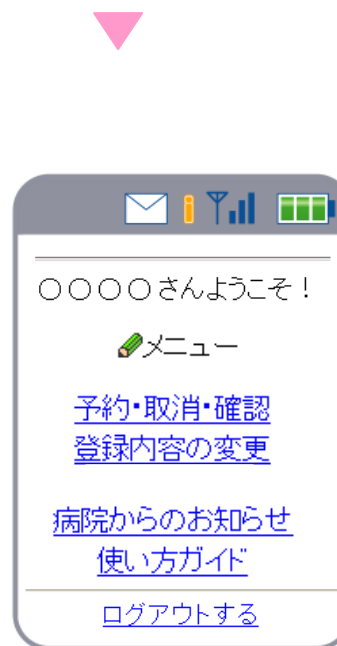 ○○○○さんようこそ!
メニュー
予約・取消・確認
登録内容の変更
病院からのお知らせ
使い方ガイド
ログアウトする